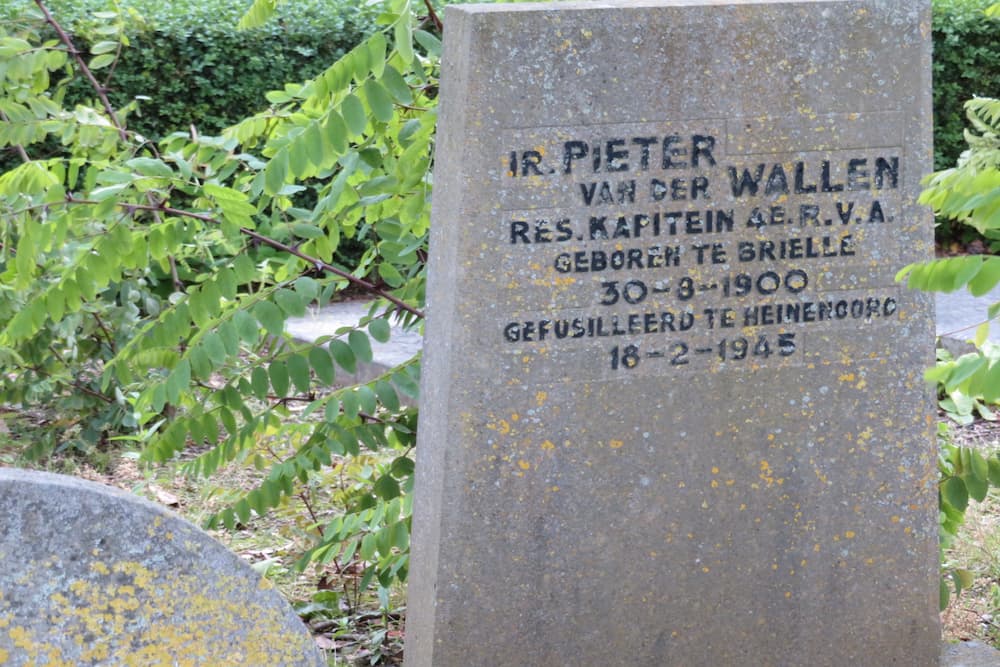 IR. PIETER
VAN DER WALLEN
RES. KAPITEIN 4E. R.V.A.
GEBOREN TE BRIELLE
30-8-1900
GEFUSILLEERD TE HEINENOORD
18-2-1945